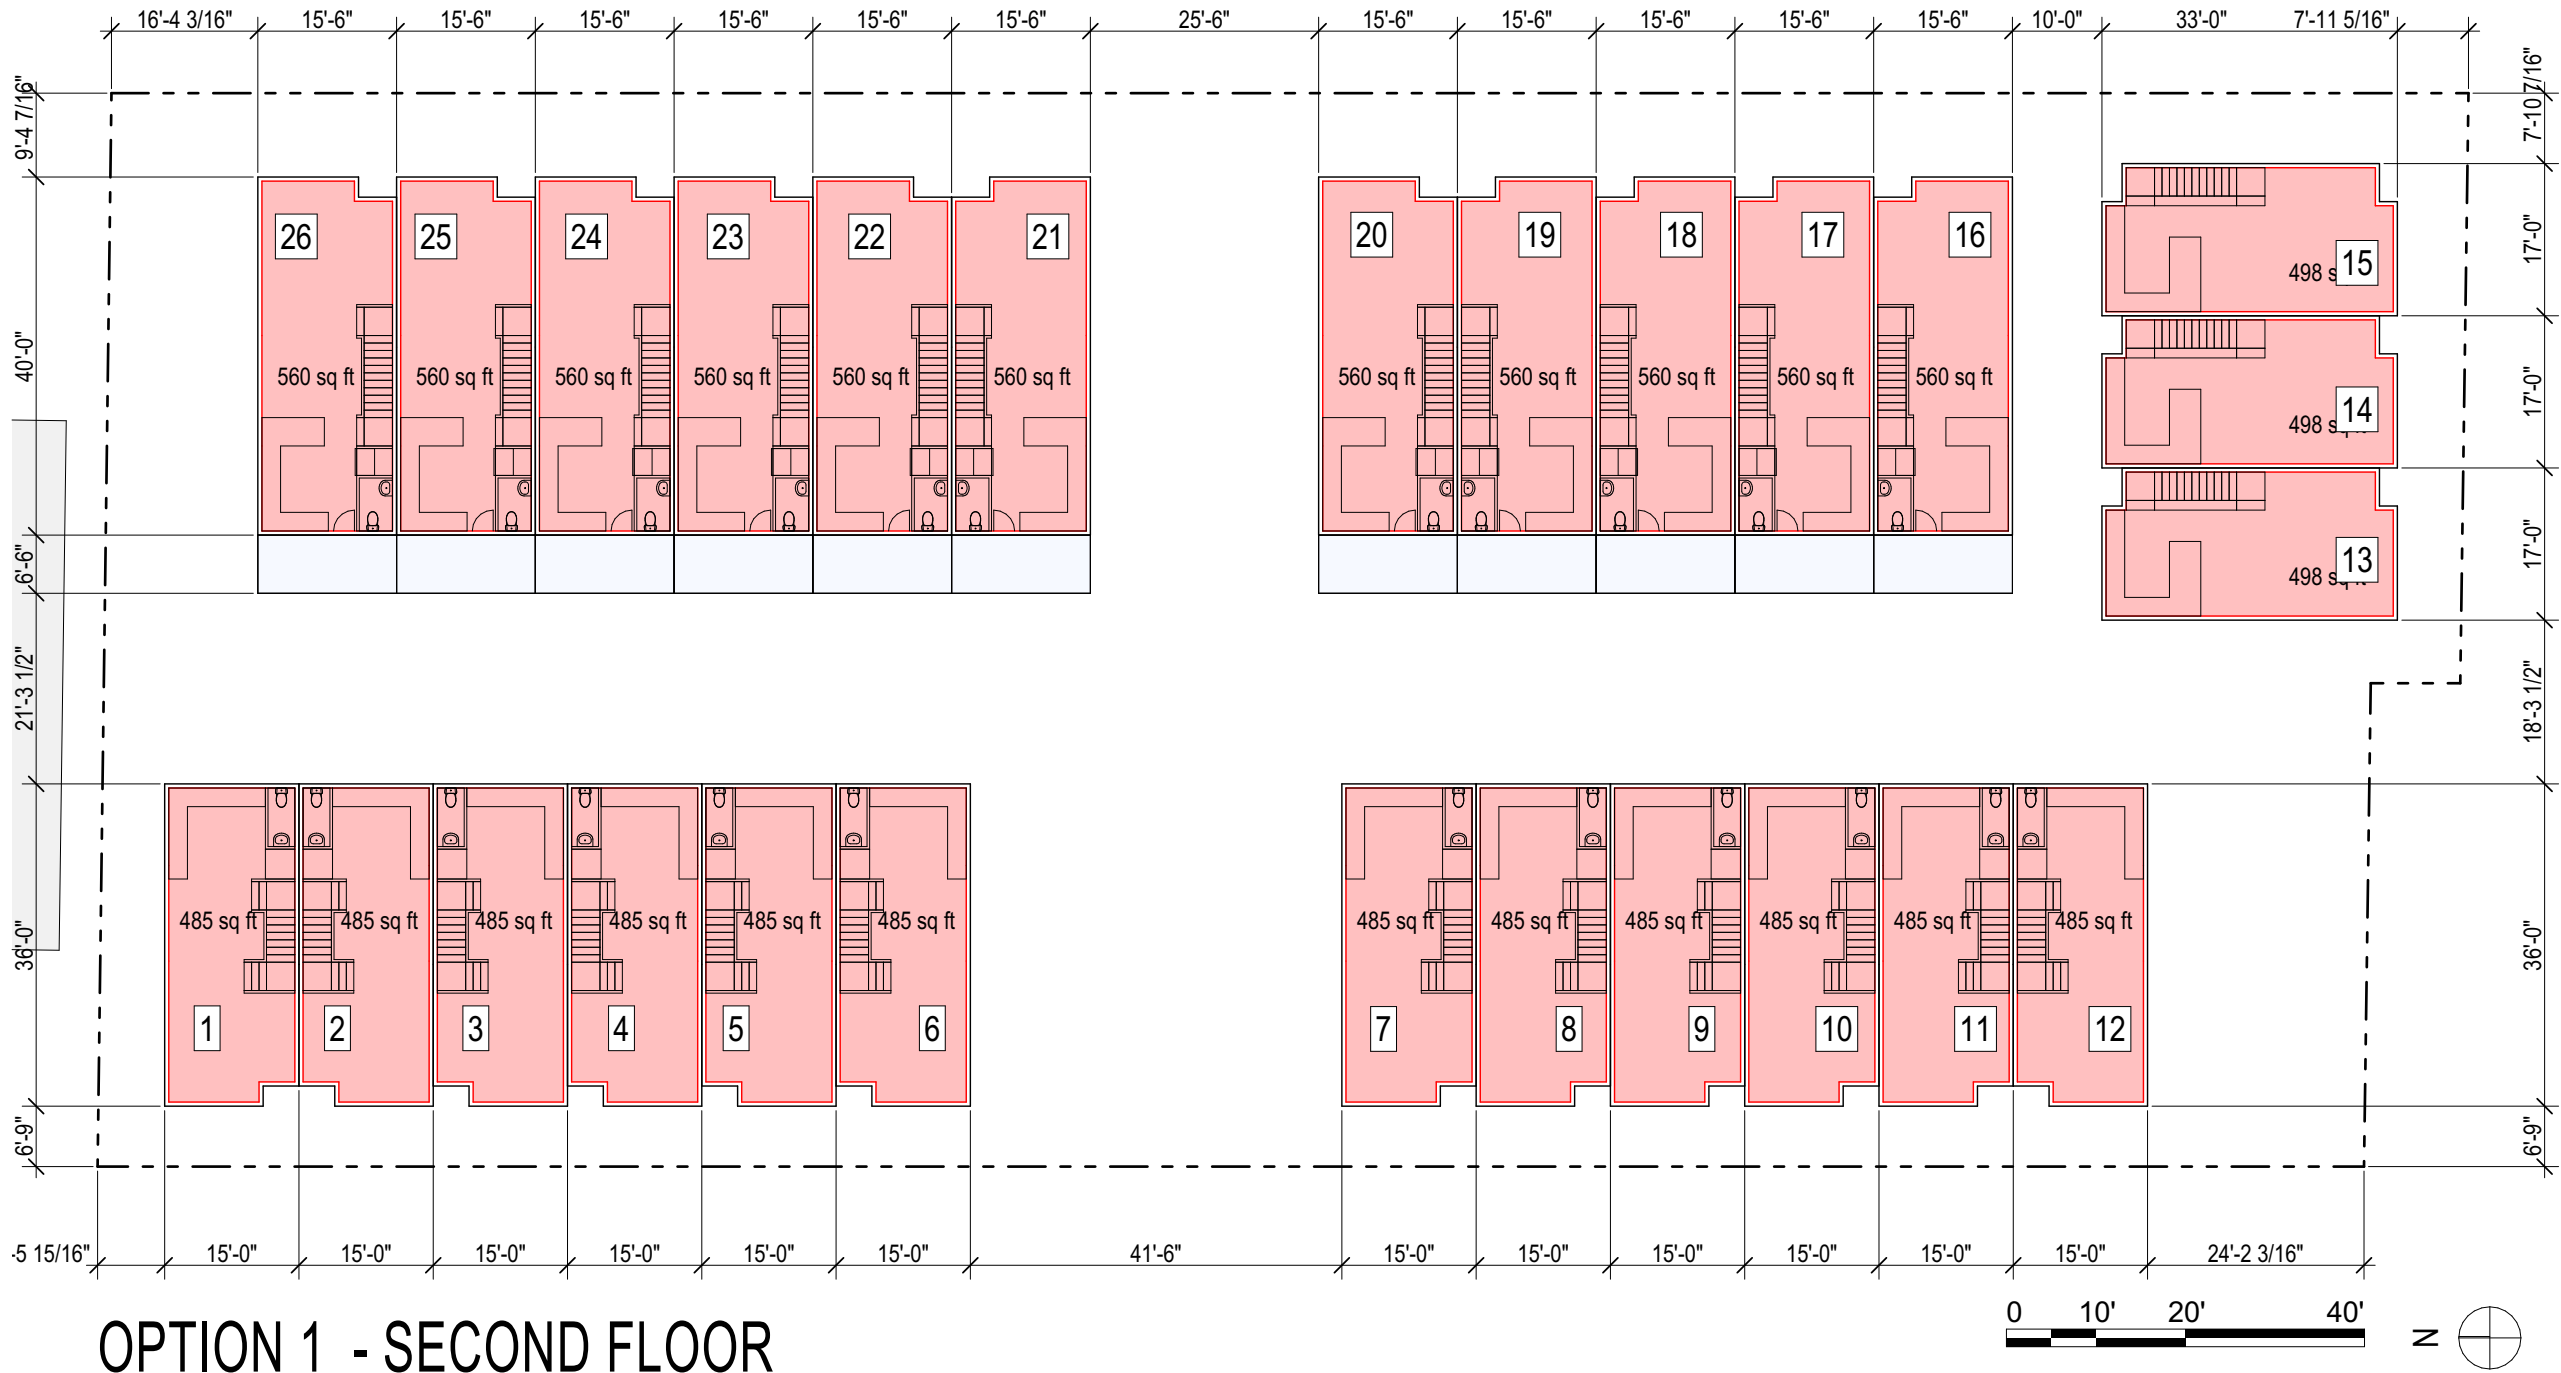 16'-4 3/16" 15'-6" 15'-6" 15'-6" 15'-6" 15'-6" 15'-6" 25'-6" 15'-6" 15'-6" 15'-6" 15'-6" 15'-6" 10'-0" 33'-0" 7'-11 5/16"
9'-4 7/16"
7'-10 7/16"
26 25 24 23 22 21 20 19 18 17 16
15
17'-0"
498 s
40'-0"
560 sq ft 560 sq ft 560 sq ft 560 sq ft 560 sq ft 560 sq ft 560 sq ft 560 sq ft 560 sq ft 560 sq ft 560 sq ft
17'-0"
14
498 s
6'-6"
17'-0"
13
498 s
21'-3 1/2"
18'-3 1/2"
485 sq ft 485 sq ft 485 sq ft 485 sq ft 485 sq ft 485 sq ft 485 sq ft 485 sq ft 485 sq ft 485 sq ft 485 sq ft 485 sq ft
36'-0"
36'-0"
1 2 3 4 5 6 7 8 9 10 11 12
6'-9"
6'-9"
-5 15/16" 15'-0" 15'-0" 15'-0" 15'-0" 15'-0" 15'-0" 41'-6" 15'-0" 15'-0" 15'-0" 15'-0" 15'-0" 15'-0" 24'-2 3/16"
OPTION 1 - SECOND FLOOR
0 10' 20' 40'
N